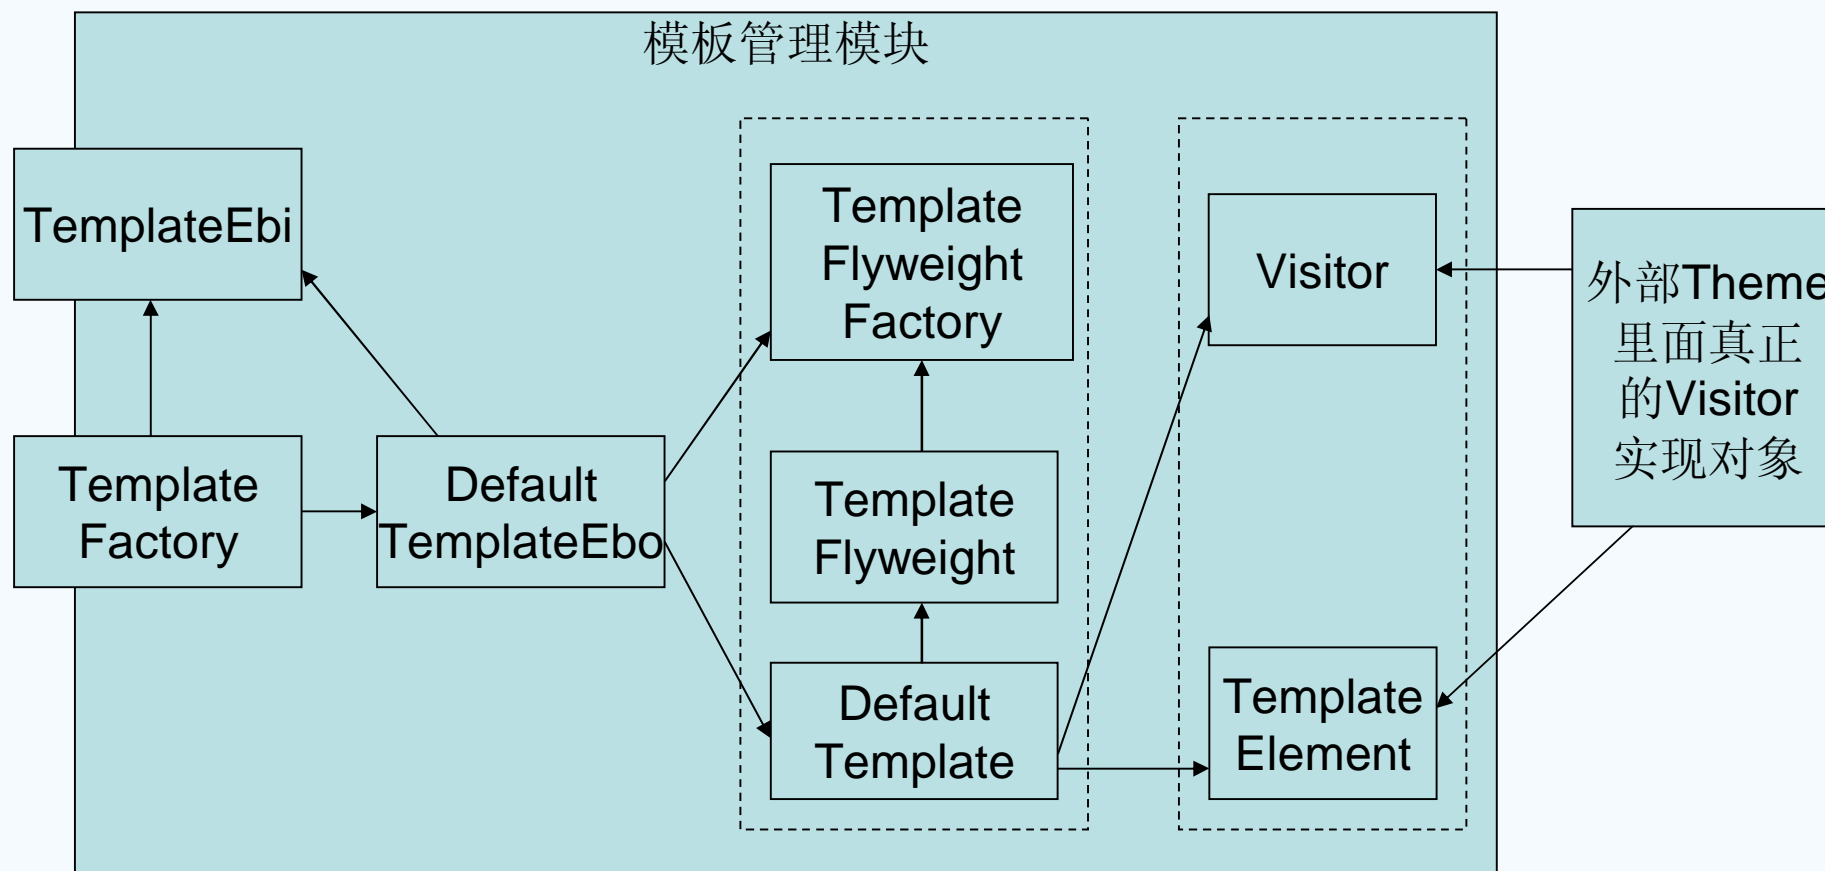 模板管理模块
TemplateEbi
Template
Factory
Default
TemplateEbo
Template
Flyweight
Factory
Template
Flyweight
Default
Template
Visitor
Template
Element
外部Theme
里面真正
的Visitor
实现对象